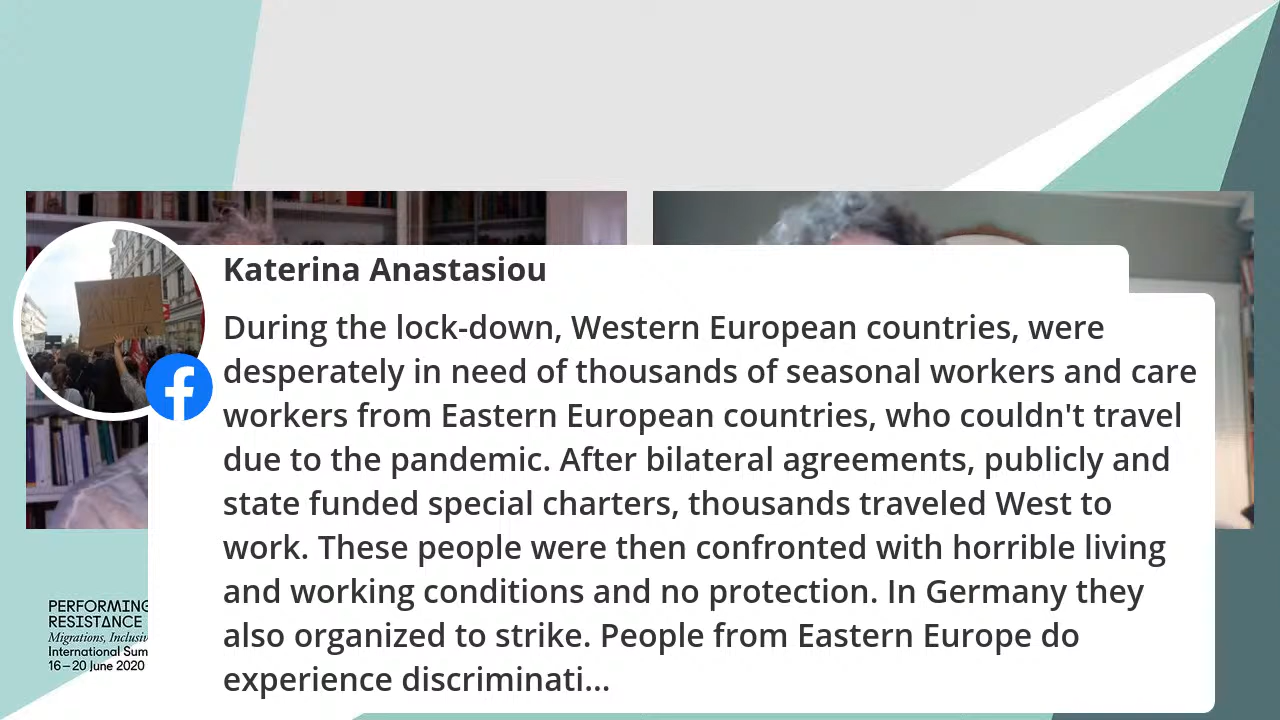 Katerina Anastasiou
During the lock-down, Western European countries, were
desperately in need of thousands of seasonal workers and care
workers from Eastern European countries, who couldn't travel
due to the pandemic. After bilateral agreements, publicly and
state funded special charters, thousands traveled West to
work. These people were then confronted with horrible living
and working conditions and no protection. In Germany they
also organized to strike. People from Eastern Europe do
experience discriminati...
ANTIFA
PERFORMING
RESISTANCE
Migrations, Inclusiv
International Sum
16–20 June 2020